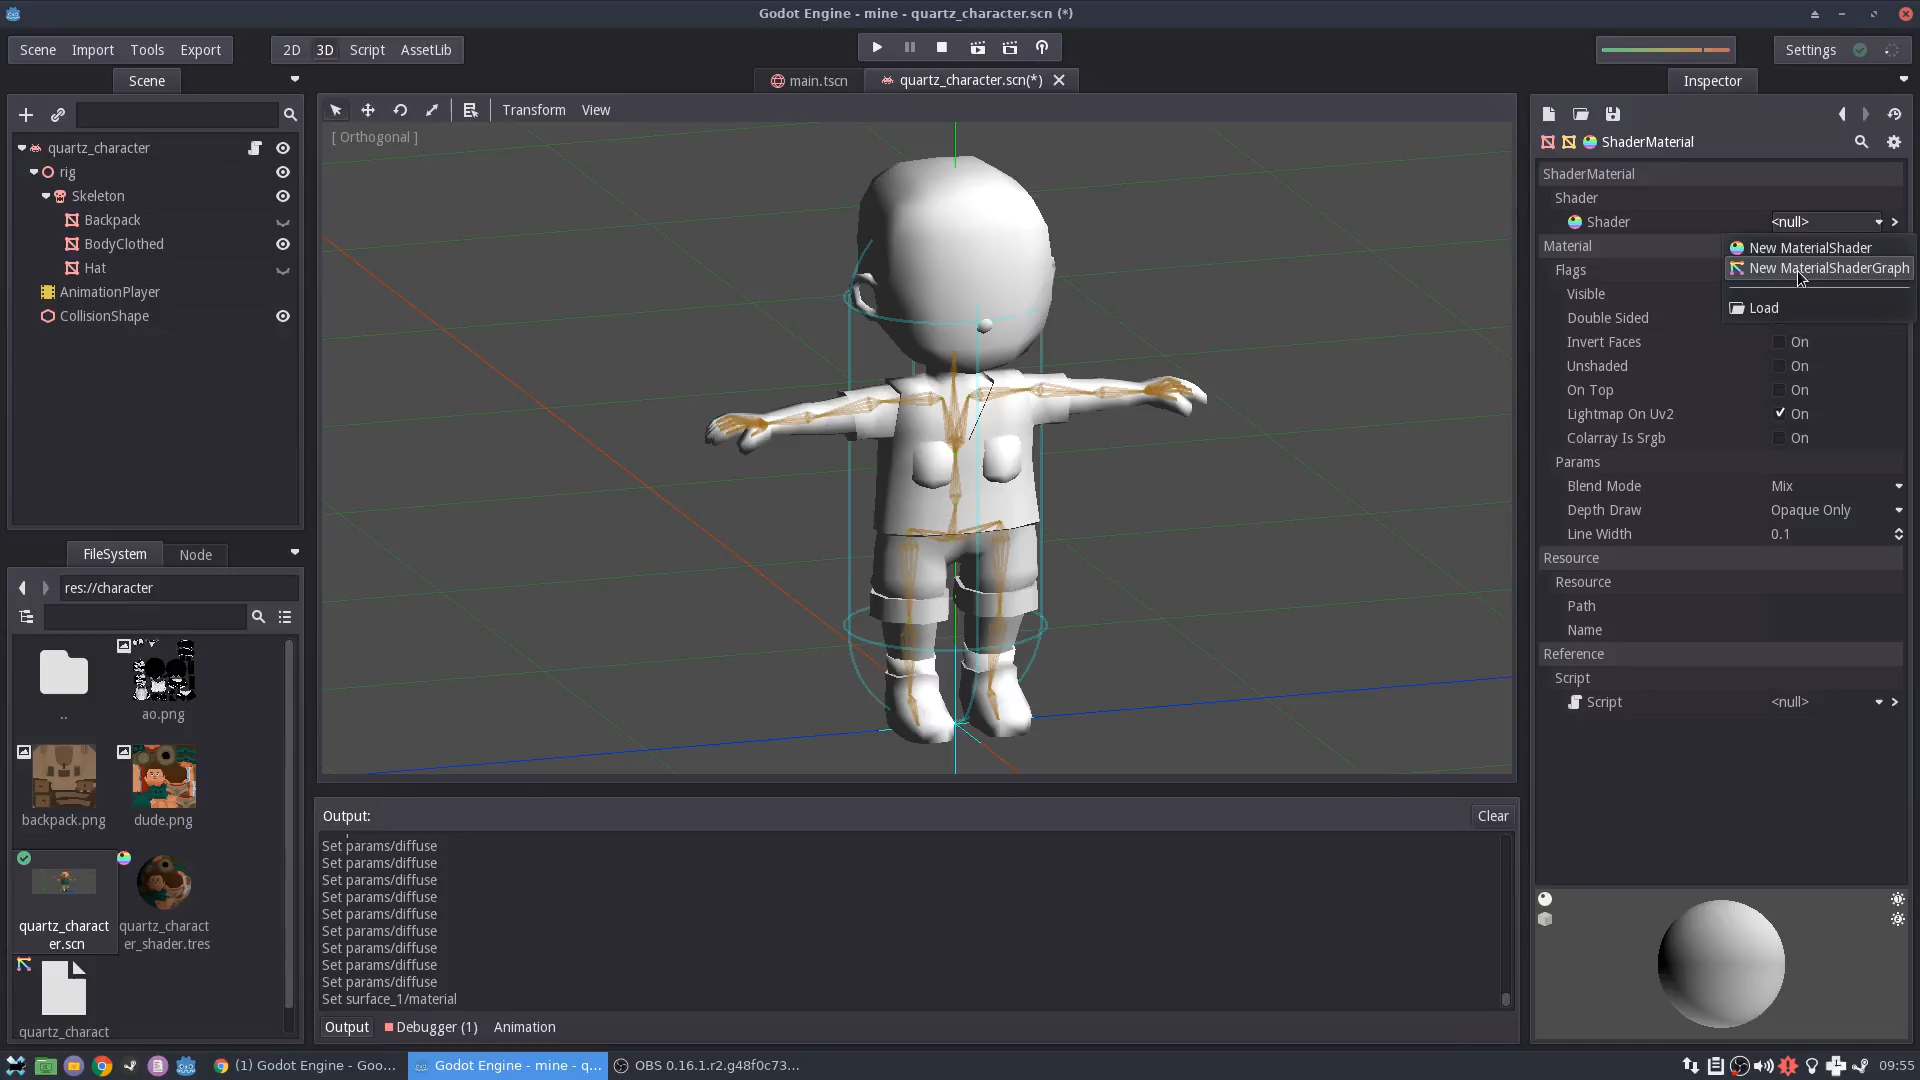 Godot Engine - mine - quartz_character.scn (*)
Scene Import Tools Export
2D 3D Script AssetLib
Settings
Scene
main.tscn
quartz_character.scn(*)
Inspector
Transform View
[ Orthogonal ]
quartz_character
rig
Skeleton
Backpack
BodyClothed
Hat
AnimationPlayer
CollisionShape
FileSystem Node
res://character
..
ao.png
backpack.png
dude.png
quartz_charact
er.scn
quartz_charact
er_shader.tres
quartz_charact
Output:
Clear
Set params/diffuse
Set params/diffuse
Set params/diffuse
Set params/diffuse
Set params/diffuse
Set params/diffuse
Set params/diffuse
Set params/diffuse
Set params/diffuse
Set surface_1/material
Output Debugger (1) Animation
ShaderMaterial
ShaderMaterial
Shader
Shader <null>
Material
New MaterialShader
New MaterialShaderGraph
Load
Flags
Visible
Double Sided
Invert Faces On
Unshaded On
On Top On
Lightmap On Uv2 On
Colarray Is Srgb On
Params
Blend Mode Mix
Depth Draw Opaque Only
Line Width 0.1
Resource
Resource
Path
Name
Reference
Script
Script <null>
(1) Godot Engine - Goo...
Godot Engine - mine - q...
OBS 0.16.1.r2.g48f0c73...
09:55